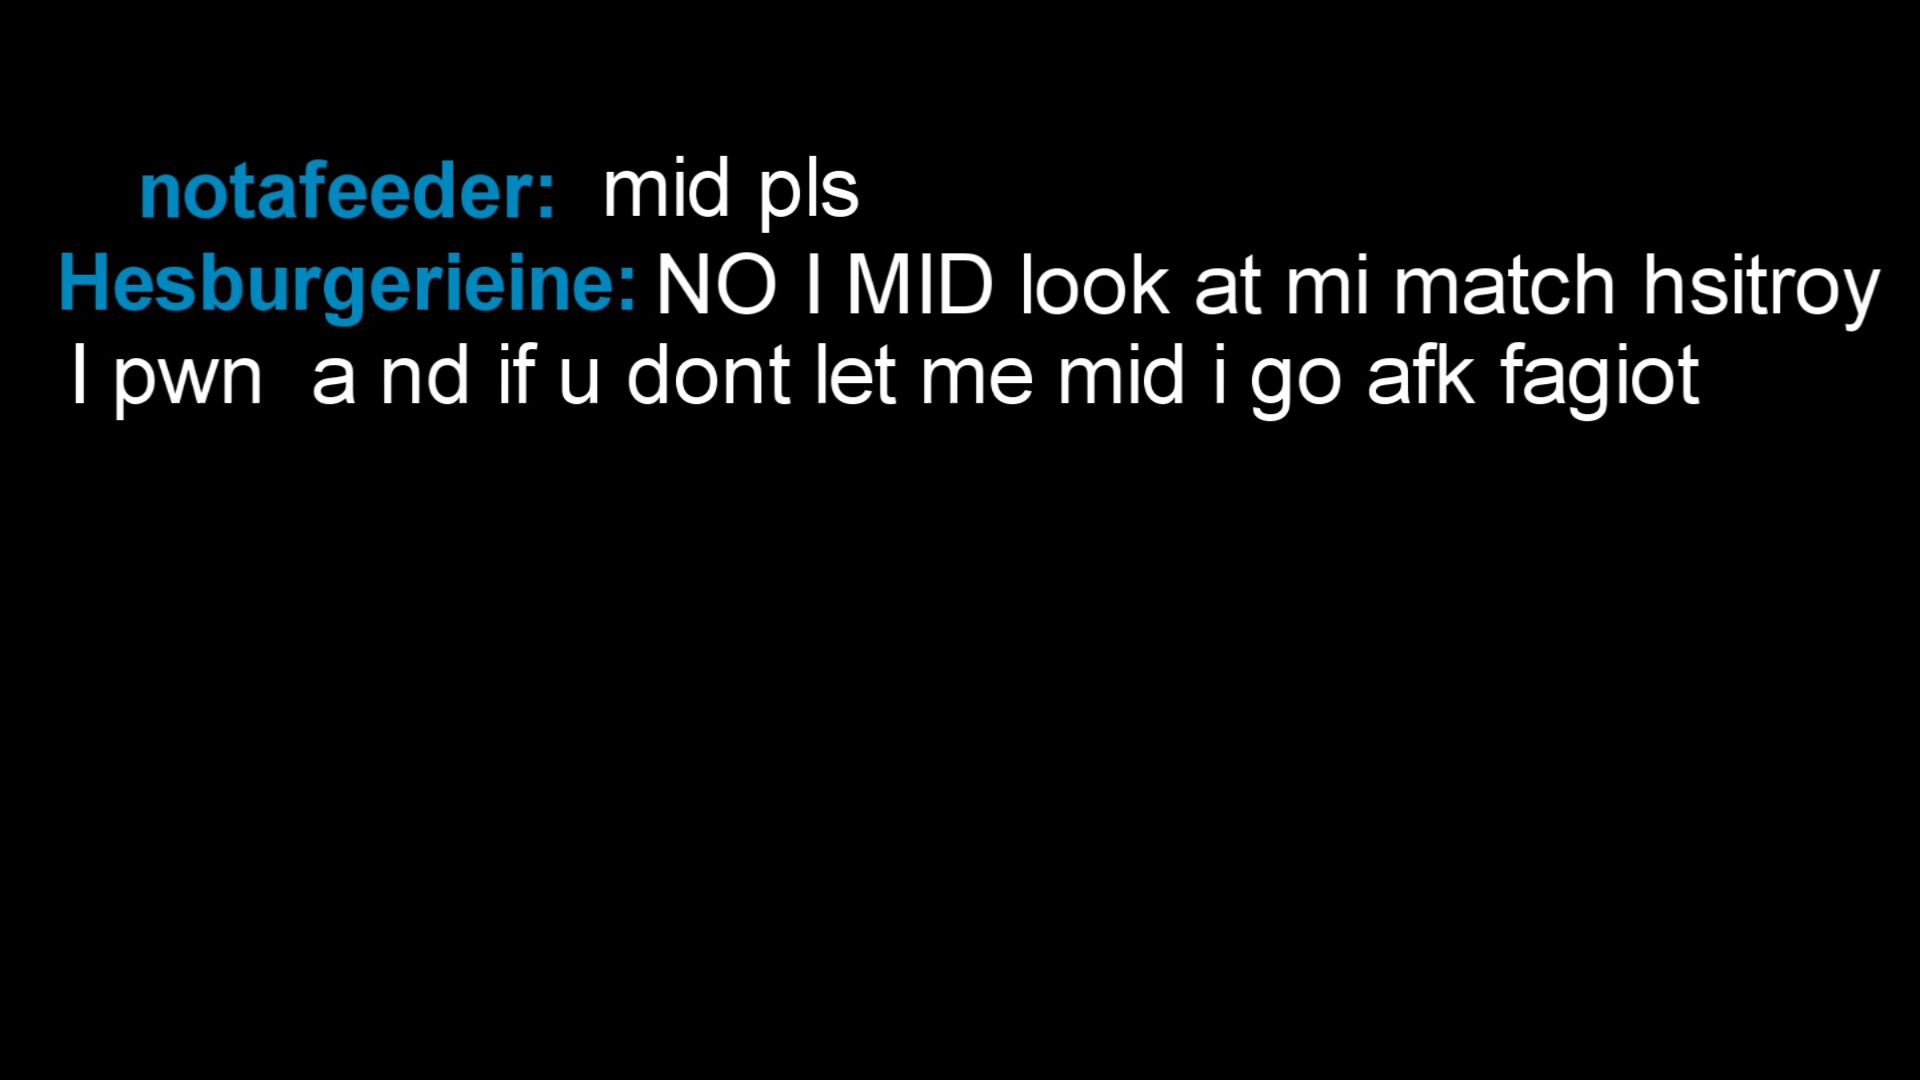 notafeeder: mid pls
Hesburgerieine: NO I MID look at mi match hsitroy
I pwn a nd if u dont let me mid i go afk fagiot